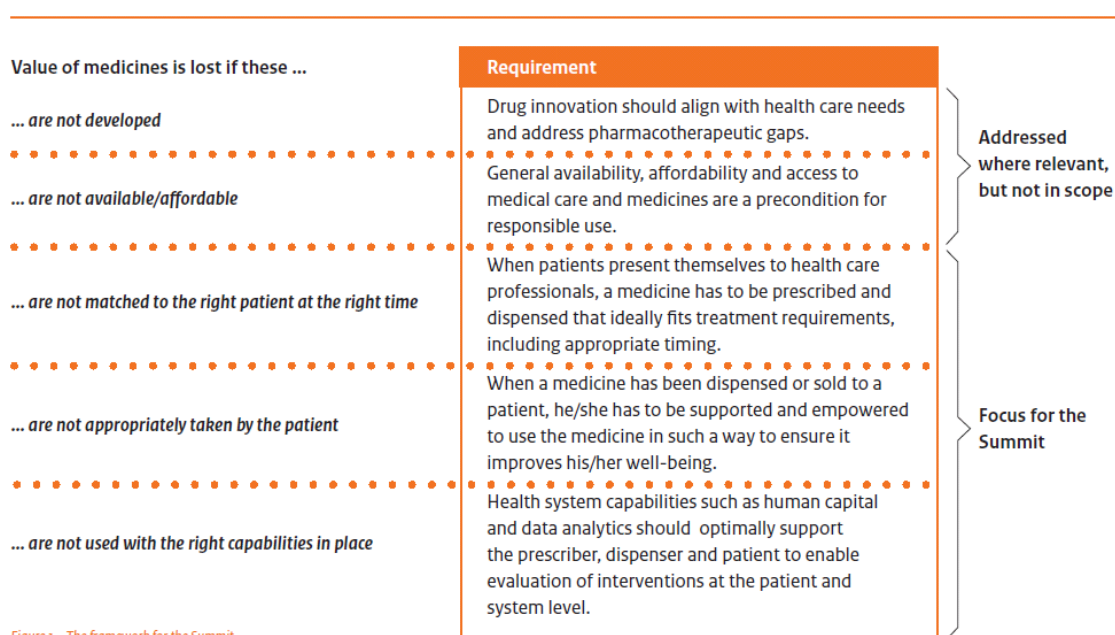 Value of medicines is lost if these ...
Requirement
... are not developed
Drug innovation should align with health care needs
and address pharmacotherapeutic gaps.
... are not available/affordable
General availability, affordability and access to
medical care and medicines are a precondition for
responsible use.
Addressed
where relevant,
but not in scope
... are not matched to the right patient at the right time
When patients present themselves to health care
professionals, a medicine has to be prescribed and
dispensed that ideally fits treatment requirements,
including appropriate timing.
... are not appropriately taken by the patient
When a medicine has been dispensed or sold to a
patient, he/she has to be supported and empowered
to use the medicine in such a way to ensure it
improves his/her well-being.
... are not used with the right capabilities in place
Health system capabilities such as human capital
and data analytics should optimally support
the prescriber, dispenser and patient to enable
evaluation of interventions at the patient and
system level.
Focus for the
Summit
The framework for the Summit